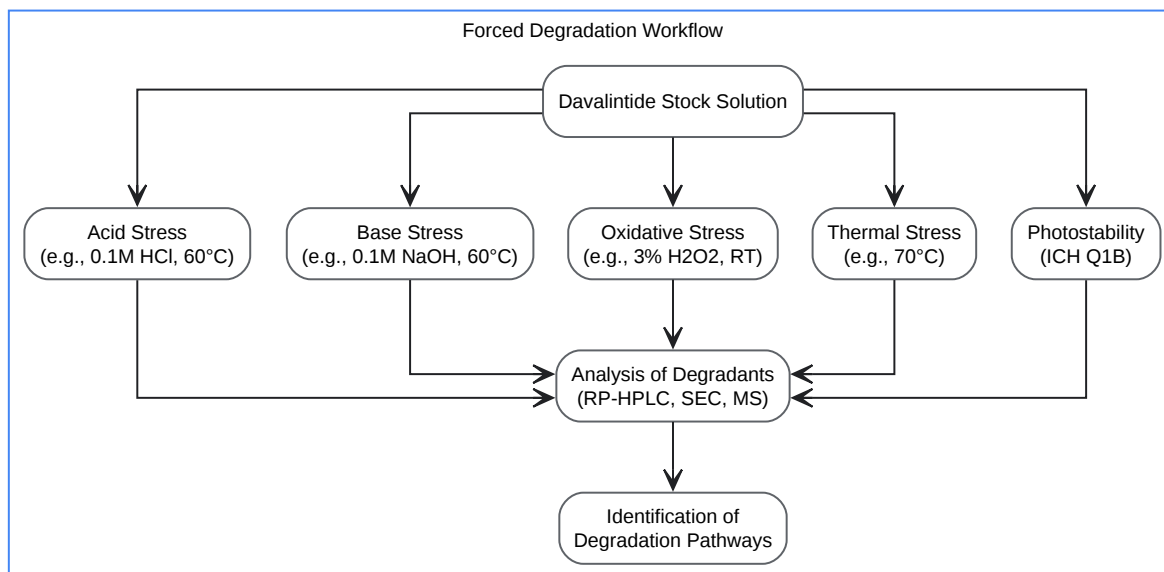 Forced Degradation Workflow
Davalintide Stock Solution
Acid Stress
(e.g., 0.1M HCl, 60°C)
Base Stress
(e.g., 0.1M NaOH, 60°C)
Oxidative Stress
(e.g., 3% H2O2, RT)
Thermal Stress
(e.g., 70°C)
Photostability
(ICH Q1B)
Analysis of Degradants
(RP-HPLC, SEC, MS)
Identification of
Degradation Pathways